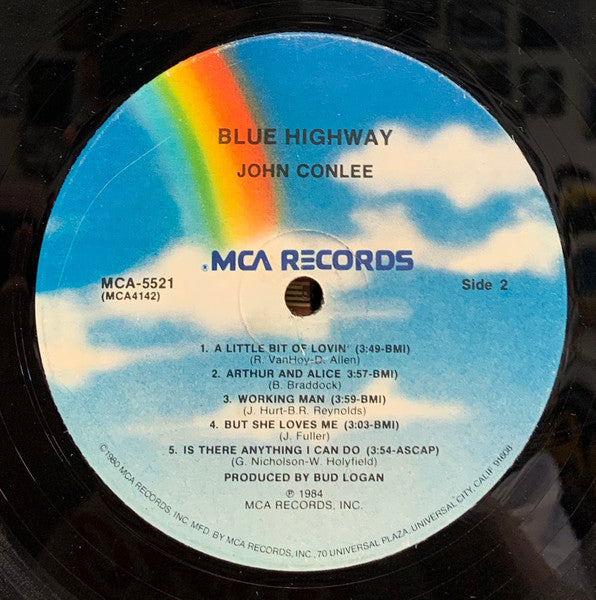 BLUE HIGHWAY
JOHN CONLEE
®MCA RECORDS
MCA-5521
(MCA4142)
Side 2
1. A LITTLE BIT OF LOVIN' (3:49-BMI)
(R. VanHoy-D. Allen)
2. ARTHUR AND ALICE 3:57-BMI)
(B. Braddock)
3. WORKING MAN (3:59-BMI)
(J. Hurt-B.R. Reynolds)
4. BUT SHE LOVES ME (3:03-BMI)
(J. Fuller)
5. IS THERE ANYTHING I CAN DO (3:54-ASCAP)
(G. Nicholson-W. Holyfield)
PRODUCED BY BUD LOGAN
℗ 1984
MCA RECORDS, INC.
©1980 MCA RECORDS, INC. MFD. BY MCA RECORDS, INC., 70 UNIVERSAL PLAZA, UNIVERSAL CITY, CALIF. 91608